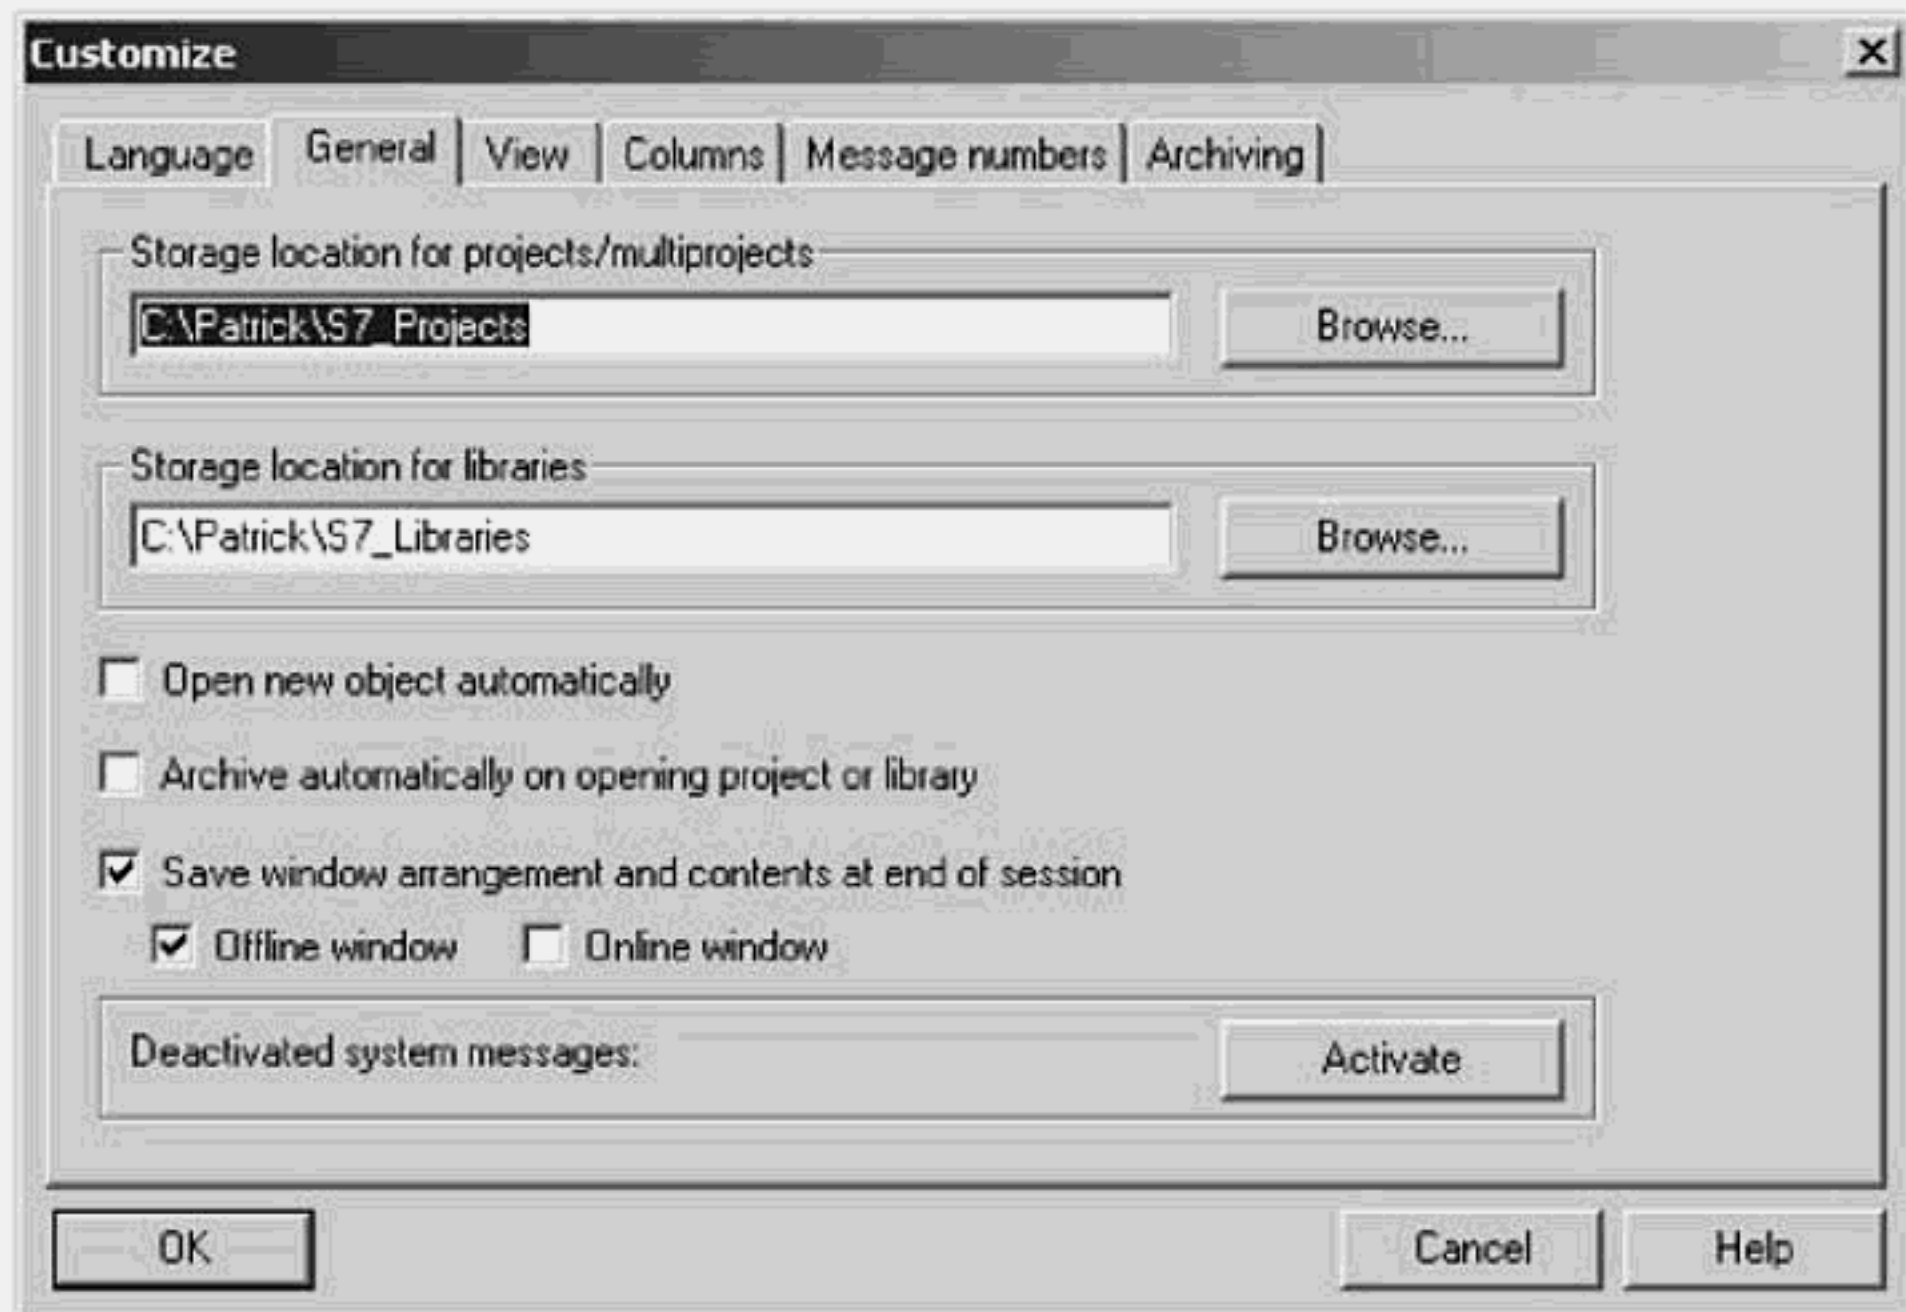 Customize
Language General View Columns Message numbers Archiving
Storage location for projects/multiprojects
C:\Patrick\S7_Projects Browse...
Storage location for libraries
C:\Patrick\S7_Libraries Browse...
Open new object automatically
Archive automatically on opening project or library
Save window arrangement and contents at end of session
Offline window Online window
Deactivated system messages: Activate
OK Cancel Help